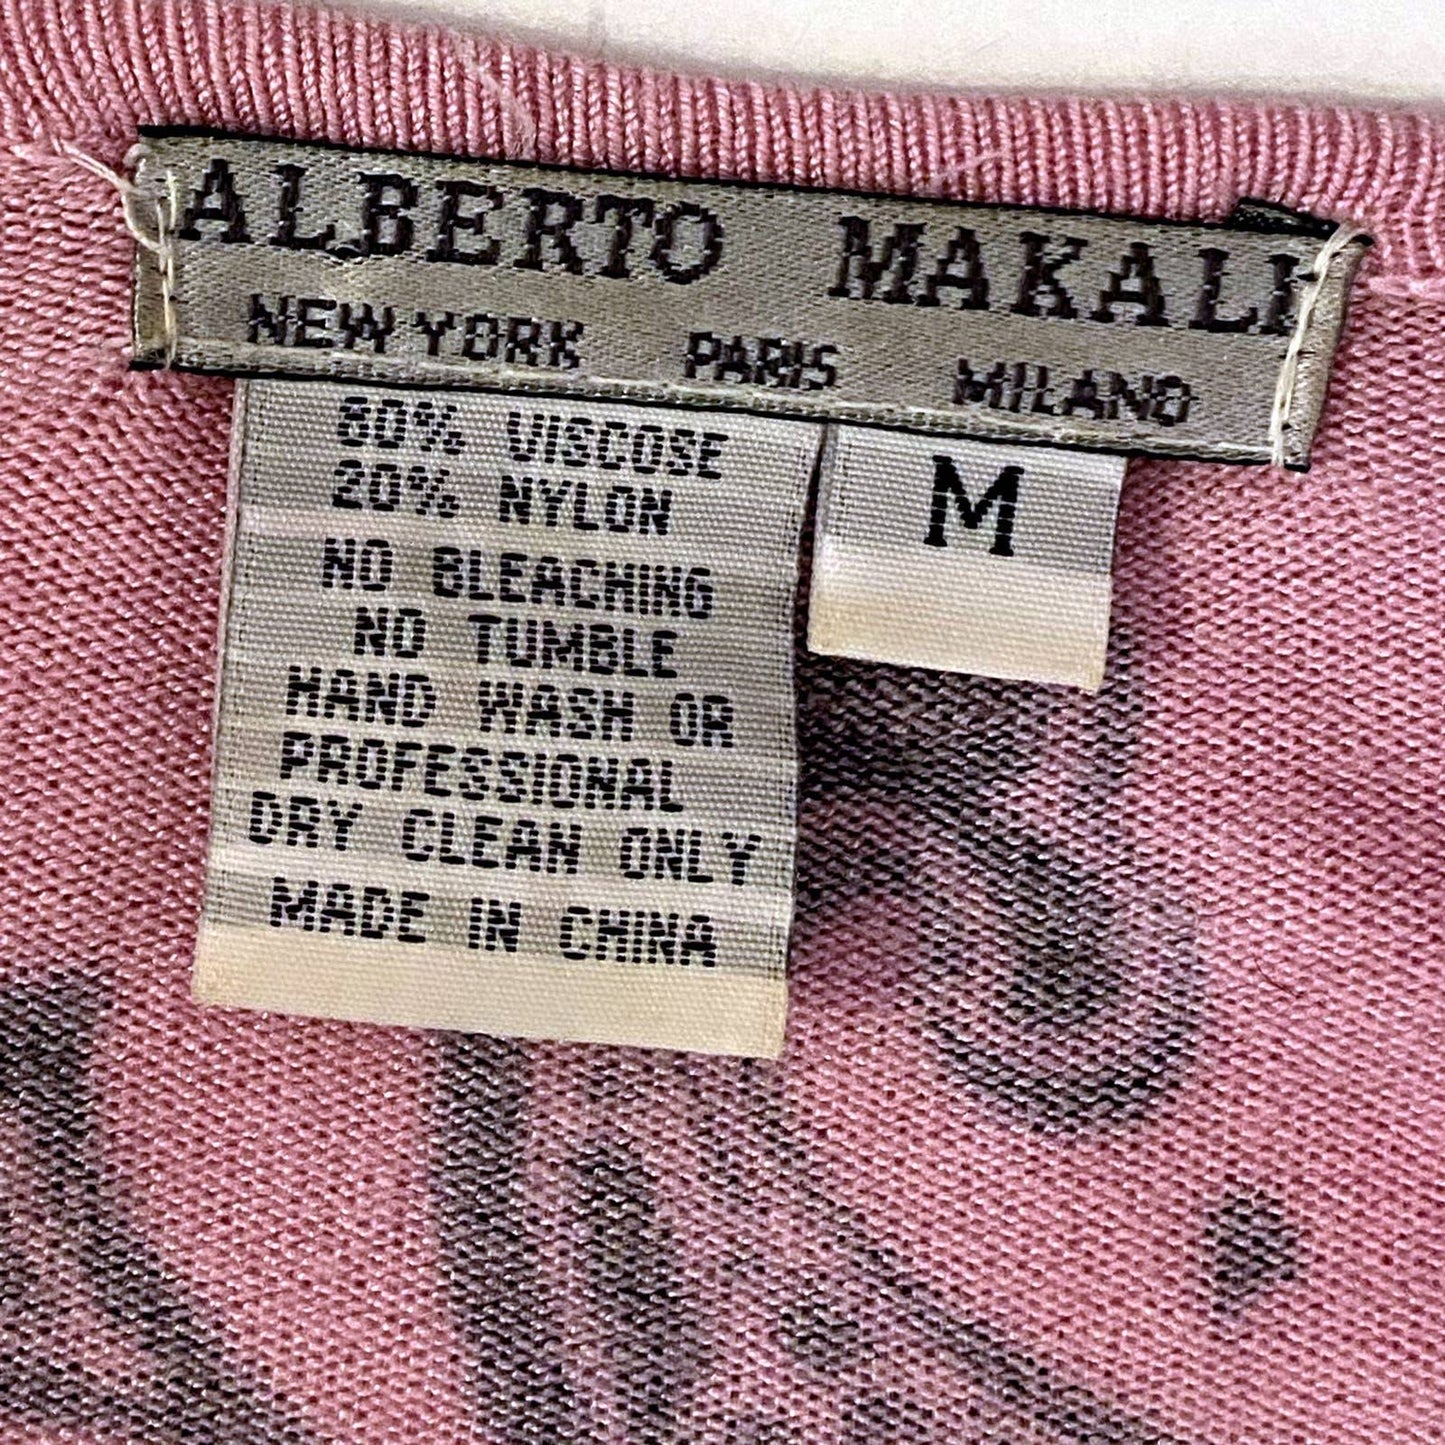 ALBERTO MAKALI
NEW YORK PARIS MILANO
80% VISCOSE
20% NYLON
NO BLEACHING
NO TUMBLE
HAND WASH OR
PROFESSIONAL
DRY CLEAN ONLY
MADE IN CHINA
M